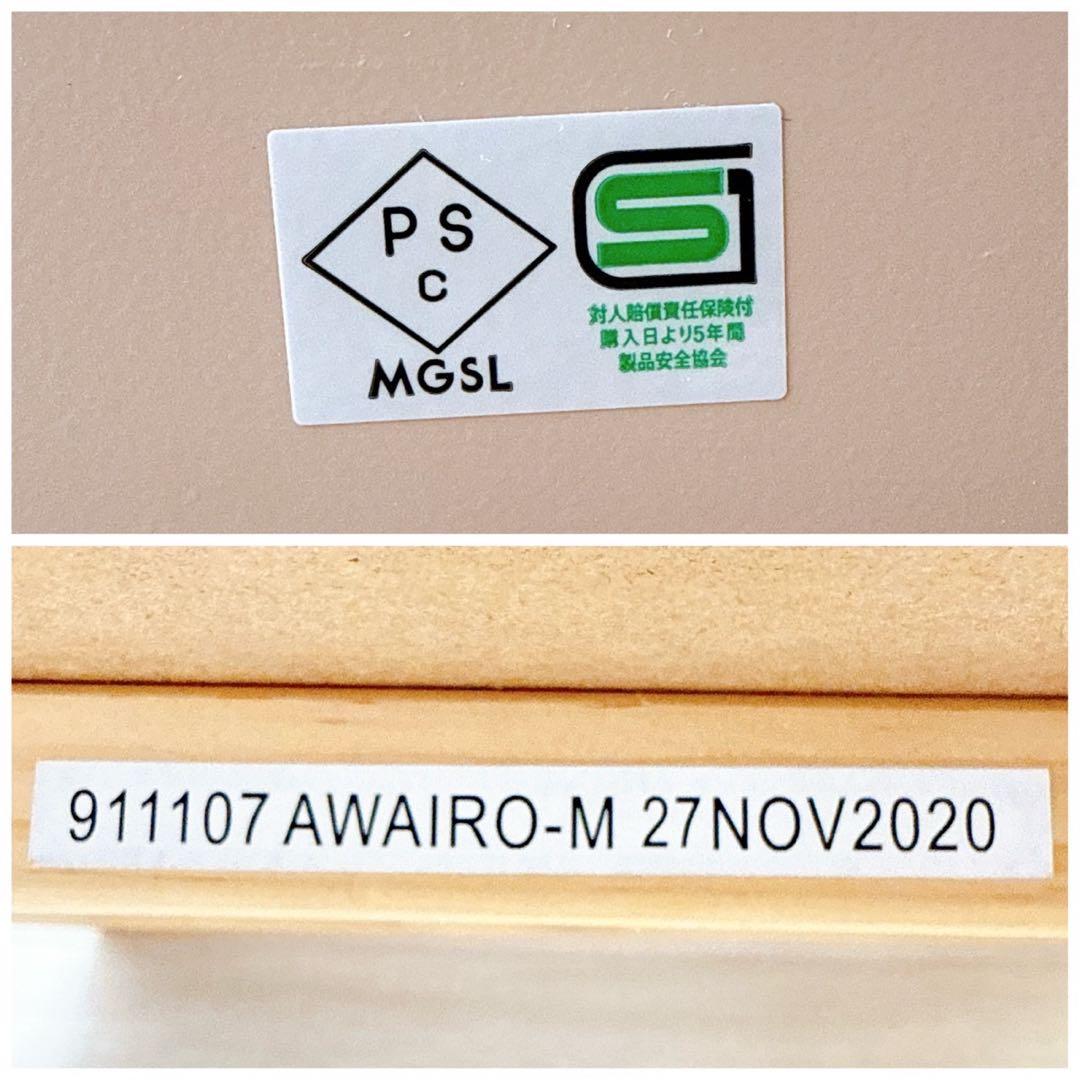 P S
C
MGSL
SG
対人賠償責任保険付
購入日より5年間
製品安全協会
911107 AWAIRO-M 27NOV2020